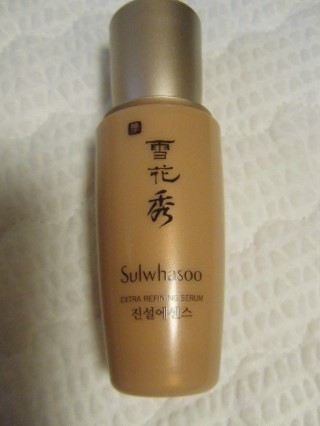 雪
花
秀
Sulwhasoo
EXTRA REFINING SERUM
진설에센스